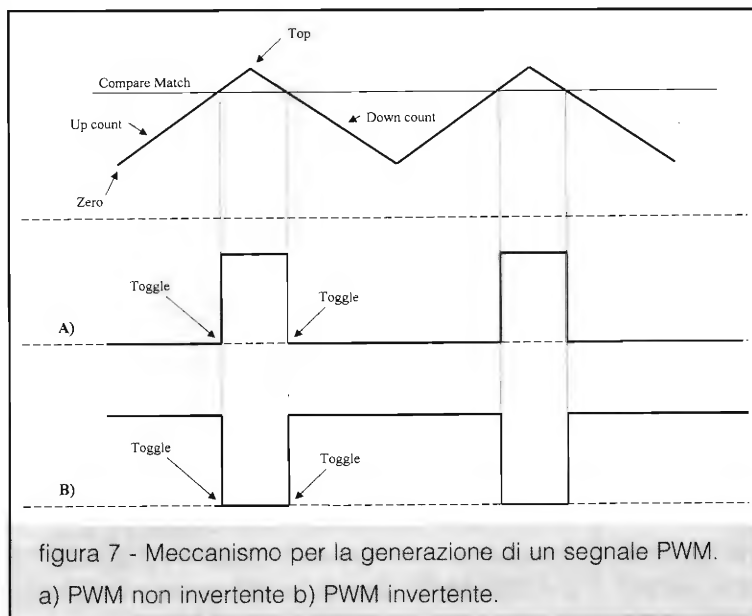 Top
Compare Match
Up count
Down count
Zero
Toggle
Toggle
A)
Toggle
Toggle
B)
figura 7 - Meccanismo per la generazione di un segnale PWM.
a) PWM non invertente b) PWM invertente.